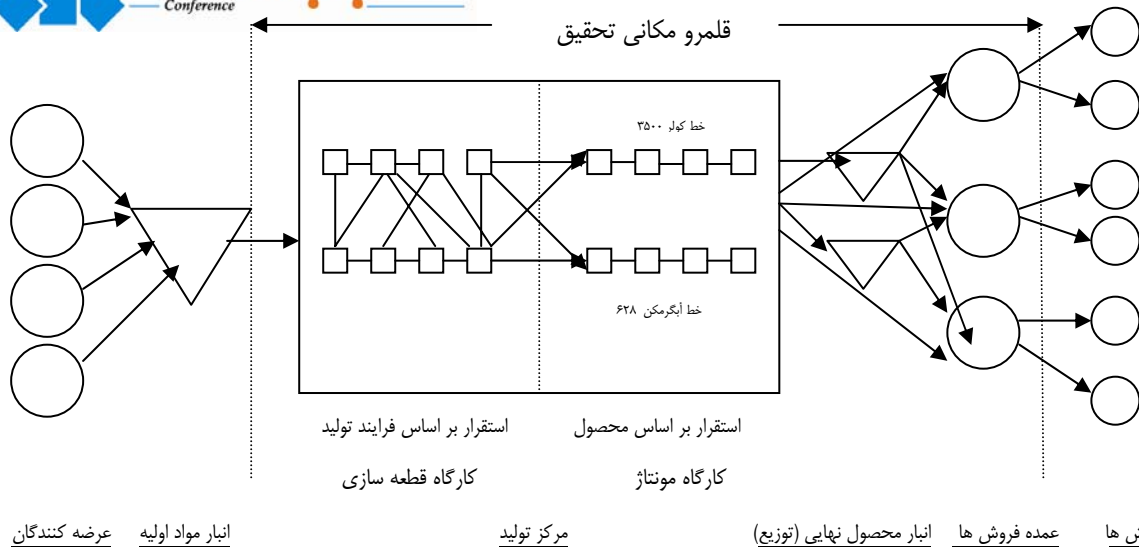 Conference
قلمرو مکانی تحقیق
خط کولر ۳۵۰۰
خط آبگرمکن ۶۲۸
استقرار بر اساس فرایند تولید
استقرار بر اساس محصول
کارگاه قطعه سازی
کارگاه مونتاژ
عرضه کنندگان
انبار مواد اولیه
مرکز تولید
انبار محصول نهایی (توزیع)
عمده فروش ها
ها